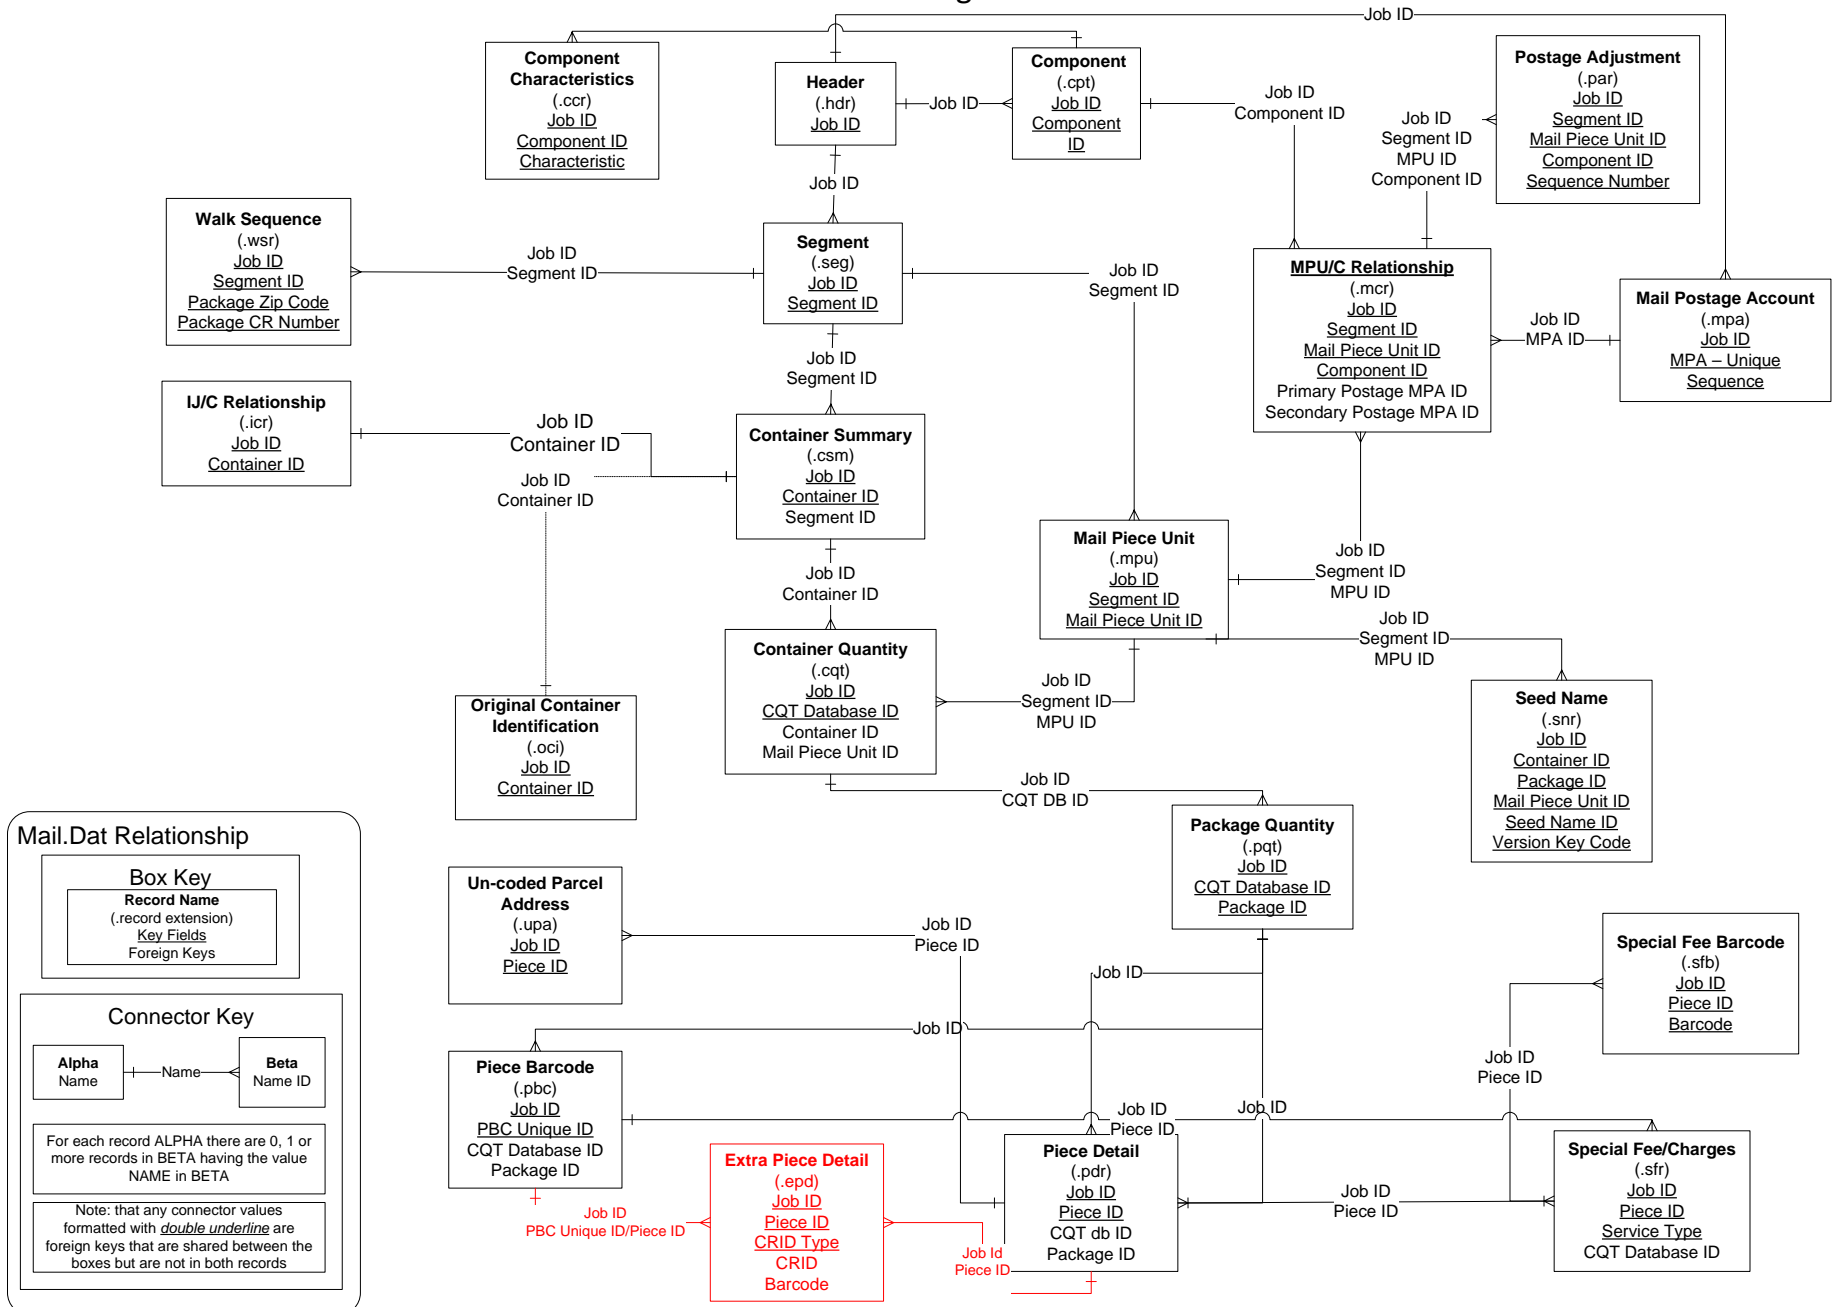 g
Job ID
Component
Characteristics
(.ccr)
Job ID
Component ID
Characteristic
Header
(.hdr)
Job ID
Job ID
Component
(.cpt)
Job ID
Component
ID
Job ID
Component ID
Postage Adjustment
(.par)
Job ID
Segment ID
Mail Piece Unit ID
Component ID
Sequence Number
Job ID
Segment ID
MPU ID
Component ID
Job ID
Walk Sequence
(.wsr)
Job ID
Segment ID
Package Zip Code
Package CR Number
Job ID
Segment ID
Segment
(.seg)
Job ID
Segment ID
Job ID
Segment ID
MPU/C Relationship
(.mcr)
Job ID
Segment ID
Mail Piece Unit ID
Component ID
Primary Postage MPA ID
Secondary Postage MPA ID
Job ID
MPA ID
Mail Postage Account
(.mpa)
Job ID
MPA – Unique
Sequence
Job ID
Segment ID
IJ/C Relationship
(.icr)
Job ID
Container ID
Job ID
Container ID
Job ID
Container ID
Container Summary
(.csm)
Job ID
Container ID
Segment ID
Job ID
Container ID
Mail Piece Unit
(.mpu)
Job ID
Segment ID
Mail Piece Unit ID
Job ID
Segment ID
MPU ID
Job ID
Segment ID
MPU ID
Container Quantity
(.cqt)
Job ID
CQT Database ID
Container ID
Mail Piece Unit ID
Job ID
Segment ID
MPU ID
Original Container
Identification
(.oci)
Job ID
Container ID
Seed Name
(.snr)
Job ID
Container ID
Package ID
Mail Piece Unit ID
Seed Name ID
Version Key Code
Job ID
CQT DB ID
Package Quantity
(.pqt)
Job ID
CQT Database ID
Package ID
Mail.Dat Relationship
Box Key
Record Name
(.record extension)
Key Fields
Foreign Keys
Connector Key
Alpha
Name
Name
Beta
Name ID
For each record ALPHA there are 0, 1 or
more records in BETA having the value
NAME in BETA
Note: that any connector values
formatted with double underline are
foreign keys that are shared between the
boxes but are not in both records
Un-coded Parcel
Address
(.upa)
Job ID
Piece ID
Job ID
Piece ID
Job ID
Job ID
Special Fee Barcode
(.sfb)
Job ID
Piece ID
Barcode
Job ID
Piece ID
Piece Barcode
(.pbc)
Job ID
PBC Unique ID
CQT Database ID
Package ID
Job ID
Piece ID
Job ID
Job ID
PBC Unique ID/Piece ID
Extra Piece Detail
(.epd)
Job ID
Piece ID
CRID Type
CRID
Barcode
Job Id
Piece ID
Piece Detail
(.pdr)
Job ID
Piece ID
CQT db ID
Package ID
Job ID
Piece ID
Special Fee/Charges
(.sfr)
Job ID
Piece ID
Service Type
CQT Database ID